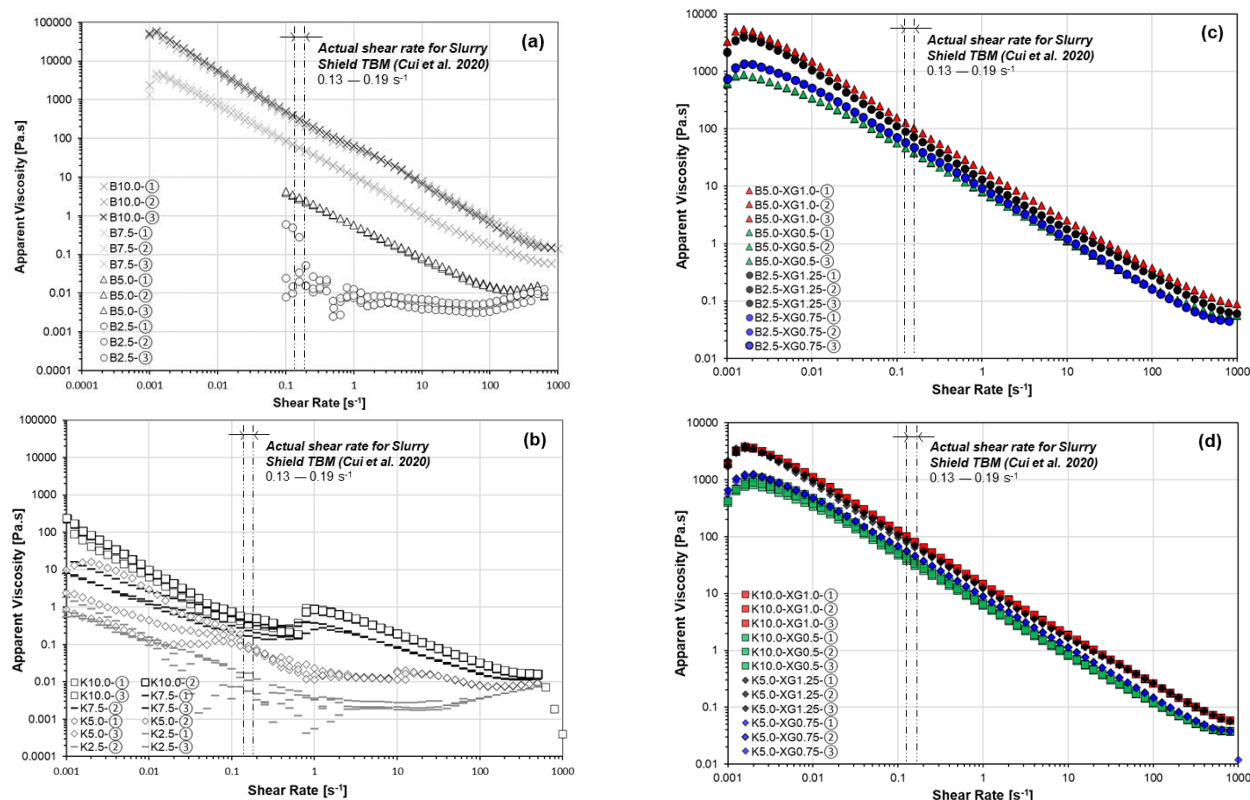 (a)
Apparent Viscosity [Pa.s]
100000
10000
1000
100
10
1
0.1
0.01
0.001
0.0001
Actual shear rate for Slurry
Shield TBM (Cui et al. 2020)
0.13 — 0.19 s⁻¹
B10.0-①
B10.0-②
B10.0-③
B7.5-①
B7.5-②
B7.5-③
B5.0-①
B5.0-②
B5.0-③
B2.5-①
B2.5-②
B2.5-③
0.0001 0.001 0.01 0.1 1 10 100 1000
Shear Rate [s⁻¹]
(c)
Apparent Viscosity [Pa.s]
10000
1000
100
10
1
0.1
0.01
Actual shear rate for Slurry
Shield TBM (Cui et al. 2020)
0.13 — 0.19 s⁻¹
B5.0-XG1.0-①
B5.0-XG1.0-②
B5.0-XG1.0-③
B5.0-XG0.5-①
B5.0-XG0.5-②
B5.0-XG0.5-③
B2.5-XG1.25-①
B2.5-XG1.25-②
B2.5-XG1.25-③
B2.5-XG0.75-①
B2.5-XG0.75-②
B2.5-XG0.75-③
0.001 0.01 0.1 1 10 100 1000
Shear Rate [s⁻¹]
(b)
Apparent Viscosity [Pa.s]
100000
10000
1000
100
10
1
0.1
0.01
0.001
0.0001
Actual shear rate for Slurry
Shield TBM (Cui et al. 2020)
0.13 — 0.19 s⁻¹
K10.0-① K10.0-②
K10.0-③ K7.5-①
K7.5-② K7.5-③
K5.0-① K5.0-②
K5.0-③ K2.5-①
K2.5-② K2.5-③
0.001 0.01 0.1 1 10 100 1000
Shear Rate [s⁻¹]
(d)
Apparent Viscosity [Pa.s]
10000
1000
100
10
1
0.1
0.01
Actual shear rate for Slurry
Shield TBM (Cui et al. 2020)
0.13 — 0.19 s⁻¹
K10.0-XG1.0-①
K10.0-XG1.0-②
K10.0-XG1.0-③
K10.0-XG0.5-①
K10.0-XG0.5-②
K10.0-XG0.5-③
K5.0-XG1.25-①
K5.0-XG1.25-②
K5.0-XG1.25-③
K5.0-XG0.75-①
K5.0-XG0.75-②
K5.0-XG0.75-③
0.001 0.01 0.1 1 10 100 1000
Shear Rate [s⁻¹]